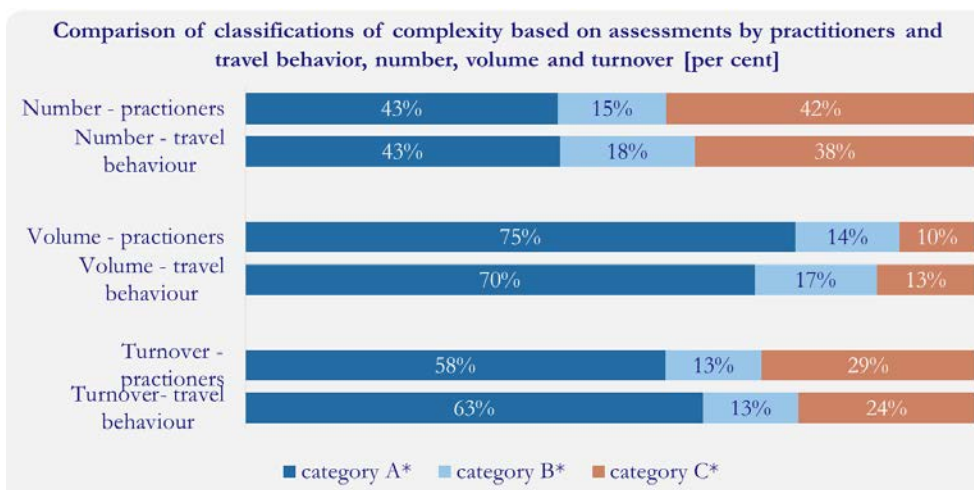 Comparison of classifications of complexity based on assessments by practitioners and
travel behavior, number, volume and turnover [per cent]
Number - practioners
43%
15%
42%
Number - travel
behaviour
43%
18%
38%
Volume - practioners
75%
14%
10%
Volume - travel
behaviour
70%
17%
13%
Turnover -
practioners
58%
13%
29%
Turnover- travel
behaviour
63%
13%
24%
category A*
category B*
category C*